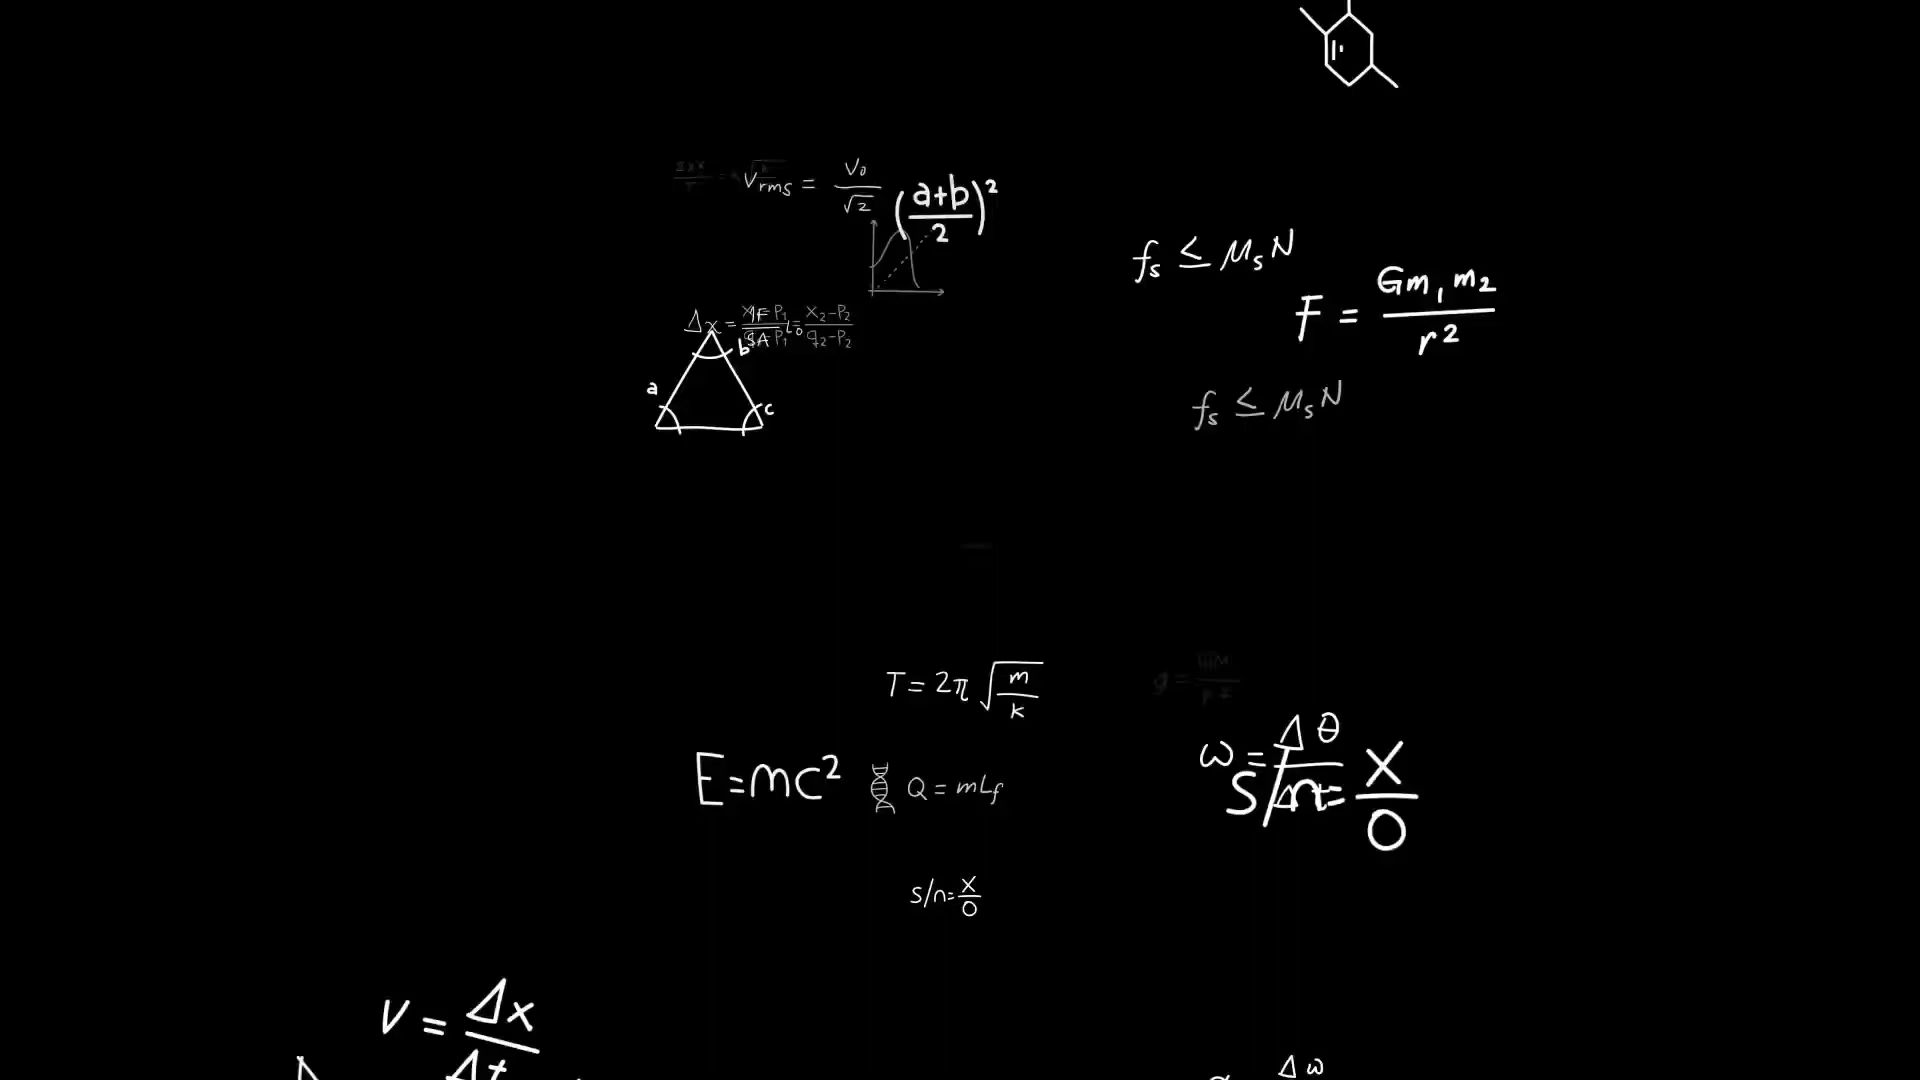 Vrms = V₀/√2
((a+b)/2)²
fₛ ≤ μₛN
F = Gm₁m₂/r²
Δx =
x₂-P₂/q₂-P₂
b
a
c
fₛ ≤ μₛN
T = 2π√(m/k)
g =
ω = Δθ/Δt
E=mc²
Q = mLf
s/n=x/0
s/n=x/0
V = Δx/Δt
Δω